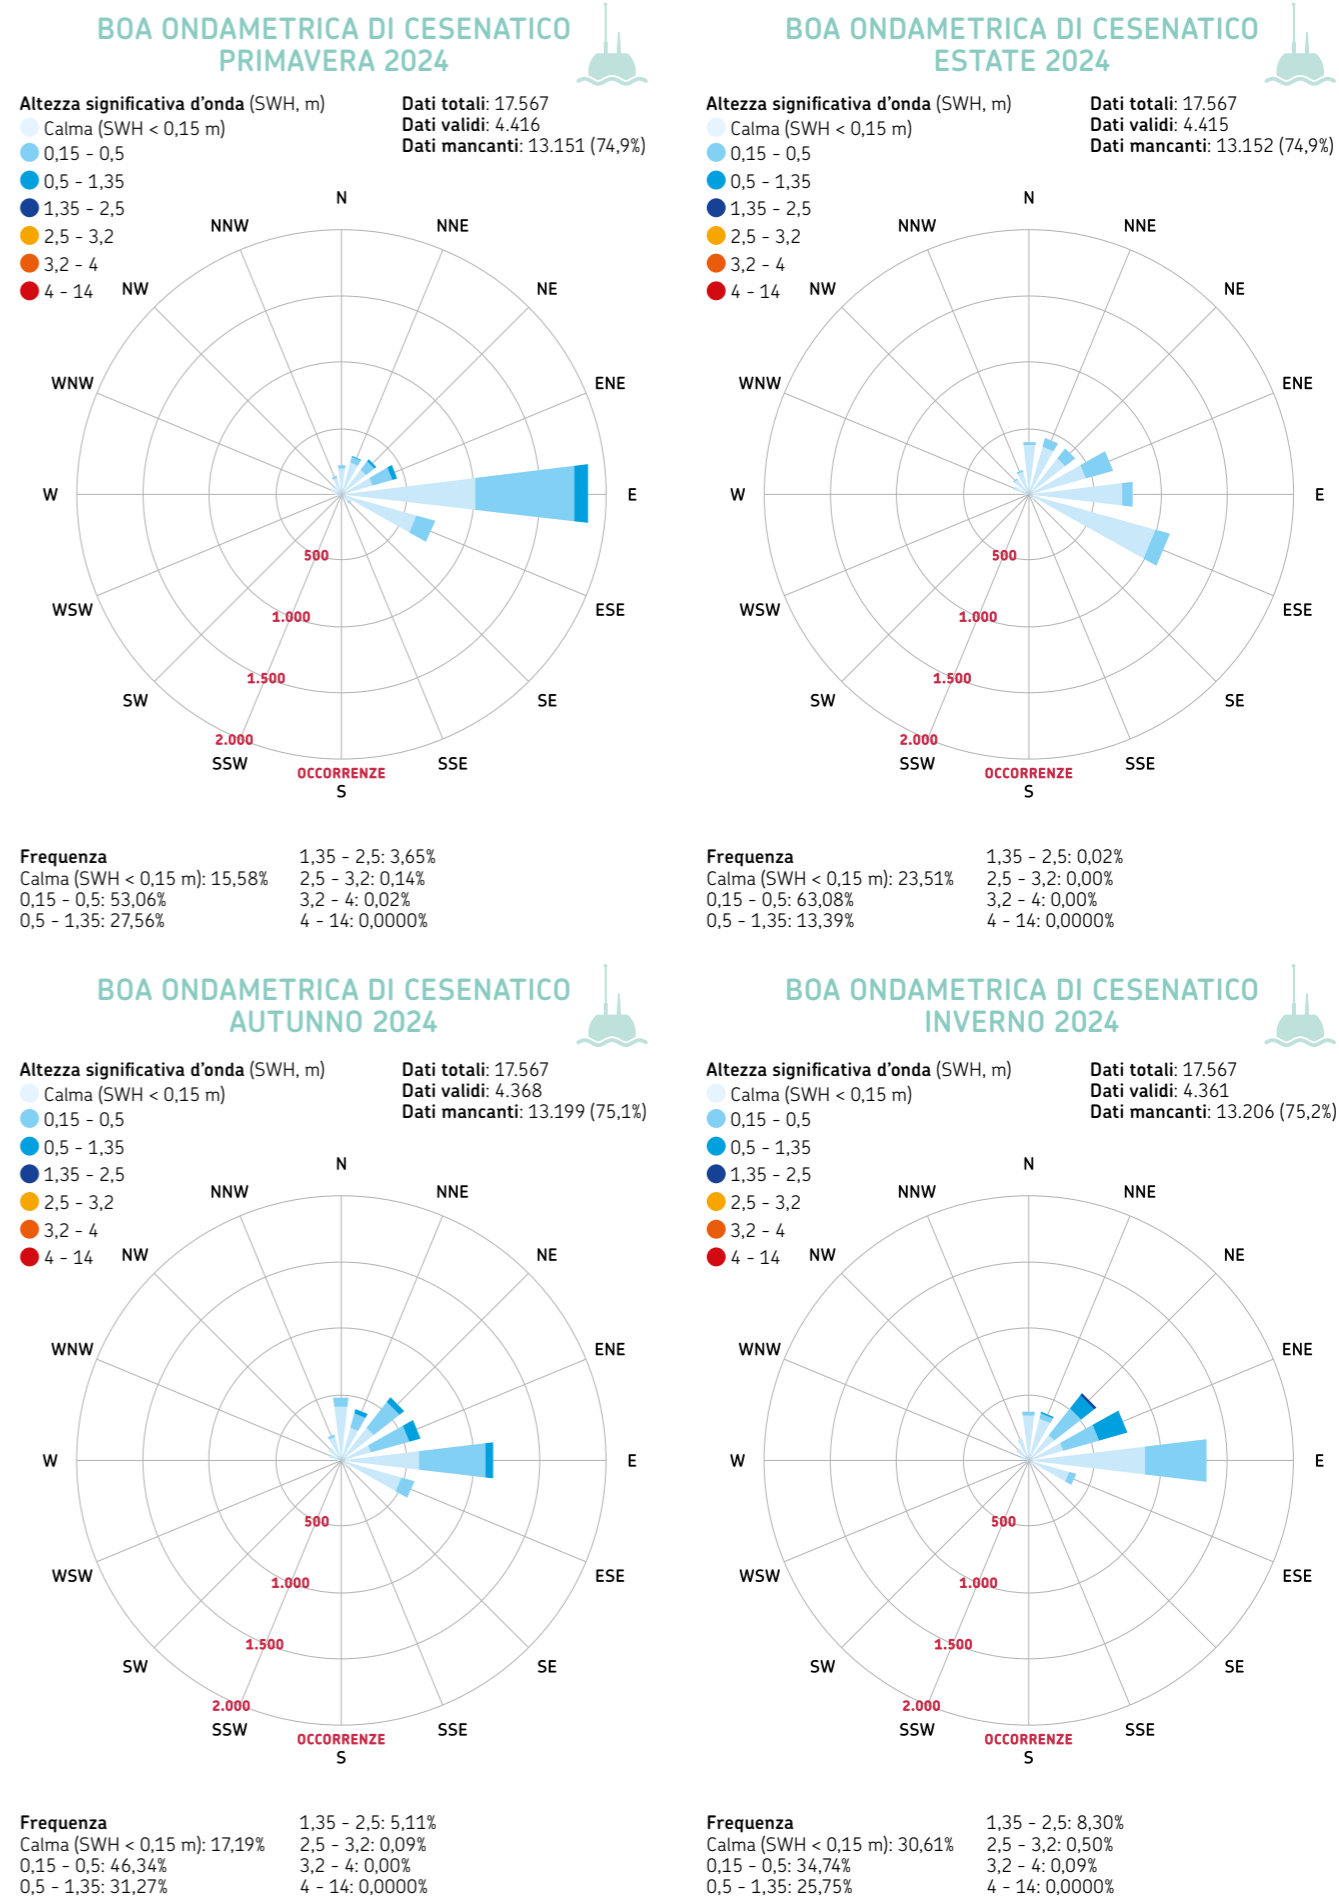 BOA ONDAMETRICA DI CESENATICO
PRIMAVERA 2024
Altezza significativa d'onda (SWH, m)
Calma (SWH < 0,15 m)
0,15 - 0,5
0,5 - 1,35
1,35 - 2,5
2,5 - 3,2
3,2 - 4
4 - 14
Dati totali: 17.567
Dati validi: 4.416
Dati mancanti: 13.151 (74,9%)
N
NNW
NNE
NW
NE
WNW
ENE
W
E
500
WSW
ESE
1.000
1.500
SW
SE
2.000
SSW
SSE
OCCORRENZE
S
Frequenza
Calma (SWH < 0,15 m): 15,58%
0,15 - 0,5: 53,06%
0,5 - 1,35: 27,56%
1,35 - 2,5: 3,65%
2,5 - 3,2: 0,14%
3,2 - 4: 0,02%
4 - 14: 0,0000%
BOA ONDAMETRICA DI CESENATICO
ESTATE 2024
Altezza significativa d'onda (SWH, m)
Calma (SWH < 0,15 m)
0,15 - 0,5
0,5 - 1,35
1,35 - 2,5
2,5 - 3,2
3,2 - 4
4 - 14
Dati totali: 17.567
Dati validi: 4.415
Dati mancanti: 13.152 (74,9%)
N
NNW
NNE
NW
NE
WNW
ENE
W
E
500
WSW
ESE
1.000
1.500
SW
SE
2.000
SSW
SSE
OCCORRENZE
S
Frequenza
Calma (SWH < 0,15 m): 23,51%
0,15 - 0,5: 63,08%
0,5 - 1,35: 13,39%
1,35 - 2,5: 0,02%
2,5 - 3,2: 0,00%
3,2 - 4: 0,00%
4 - 14: 0,0000%
BOA ONDAMETRICA DI CESENATICO
AUTUNNO 2024
Altezza significativa d'onda (SWH, m)
Calma (SWH < 0,15 m)
0,15 - 0,5
0,5 - 1,35
1,35 - 2,5
2,5 - 3,2
3,2 - 4
4 - 14
Dati totali: 17.567
Dati validi: 4.368
Dati mancanti: 13.199 (75,1%)
N
NNW
NNE
NW
NE
WNW
ENE
W
E
500
WSW
ESE
1.000
1.500
SW
SE
2.000
SSW
SSE
OCCORRENZE
S
Frequenza
Calma (SWH < 0,15 m): 17,19%
0,15 - 0,5: 46,34%
0,5 - 1,35: 31,27%
1,35 - 2,5: 5,11%
2,5 - 3,2: 0,09%
3,2 - 4: 0,00%
4 - 14: 0,0000%
BOA ONDAMETRICA DI CESENATICO
INVERNO 2024
Altezza significativa d'onda (SWH, m)
Calma (SWH < 0,15 m)
0,15 - 0,5
0,5 - 1,35
1,35 - 2,5
2,5 - 3,2
3,2 - 4
4 - 14
Dati totali: 17.567
Dati validi: 4.361
Dati mancanti: 13.206 (75,2%)
N
NNW
NNE
NW
NE
WNW
ENE
W
E
500
WSW
ESE
1.000
1.500
SW
SE
2.000
SSW
SSE
OCCORRENZE
S
Frequenza
Calma (SWH < 0,15 m): 30,61%
0,15 - 0,5: 34,74%
0,5 - 1,35: 25,75%
1,35 - 2,5: 8,30%
2,5 - 3,2: 0,50%
3,2 - 4: 0,09%
4 - 14: 0,0000%